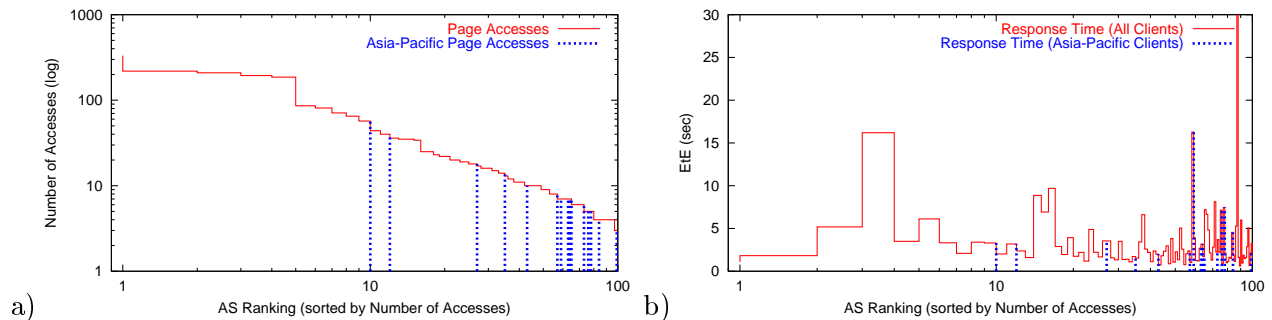 a)
Number of Accesses (log)
1000
100
10
1
Page Accesses
Asia-Pacific Page Accesses
1
10
100
AS Ranking (sorted by Number of Accesses)
b)
EtE (sec)
30
25
20
15
10
5
0
Response Time (All Clients)
Response Time (Asia-Pacific Clients)
1
10
100
AS Ranking (sorted by Number of Accesses)